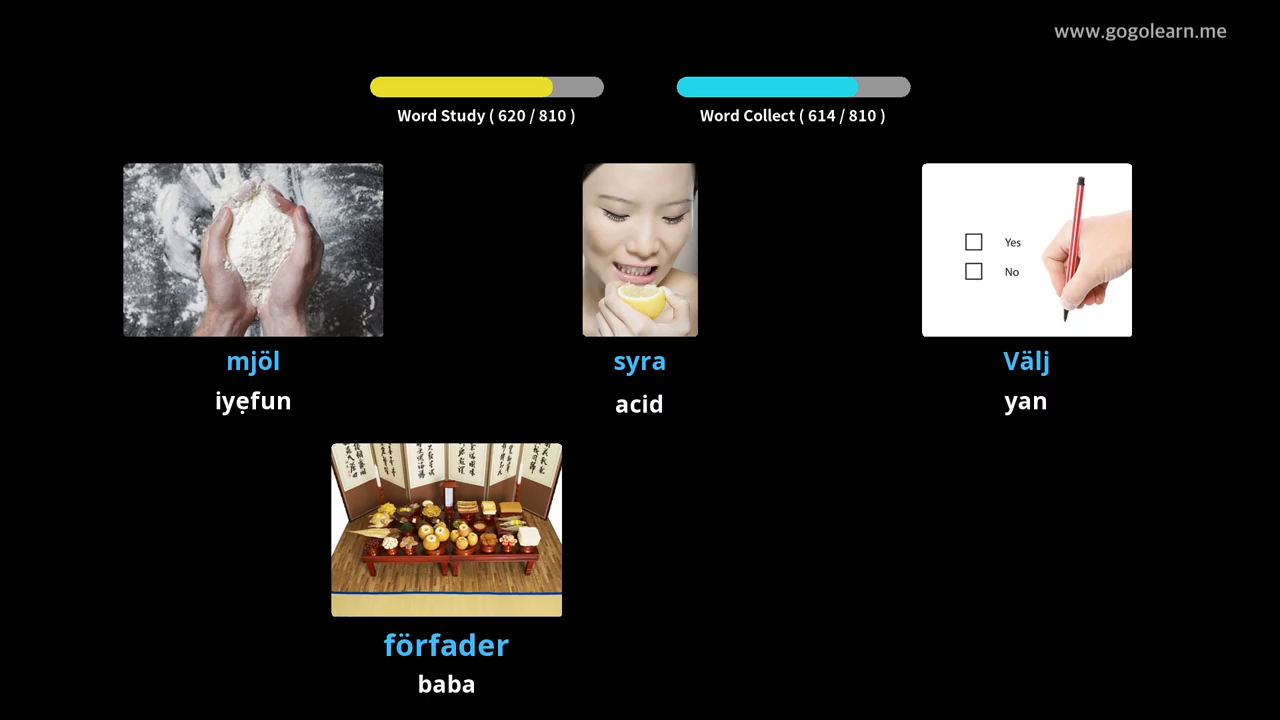 www.gogolearn.me
Word Study ( 620 / 810 )
Word Collect ( 614 / 810 )
Yes
No
mjöl
iyẹfun
syra
acid
Välj
yan
förfader
baba